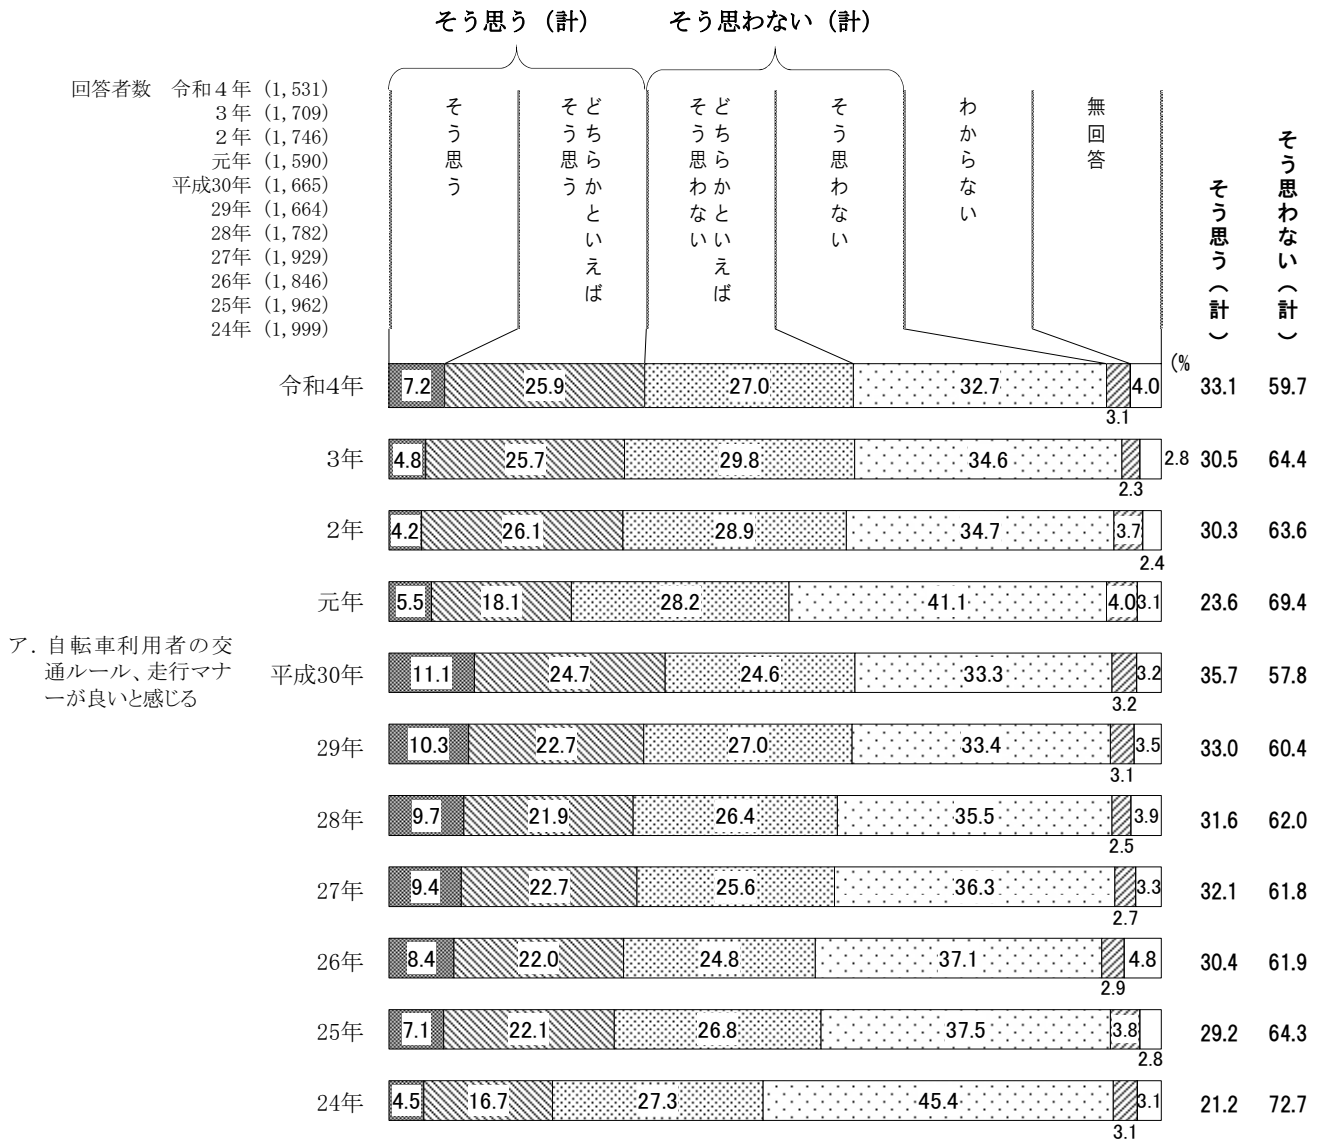 そう思う（計）
そう思わない（計）
回答者数 令和４年 (1,531)
３年 (1,709)
２年 (1,746)
元年 (1,590)
平成30年 (1,665)
29年 (1,664)
28年 (1,782)
27年 (1,929)
26年 (1,846)
25年 (1,962)
24年 (1,999)
そう思う
どちらかといえば
そう思う
どちらかといえば
そう思わない
そう思わない
わからない
無回答
そう思う（計）
そう思わない（計）
(%
令和4年 7.2 25.9 27.0 32.7 3.1 4.0 33.1 59.7
3年 4.8 25.7 29.8 34.6 2.3 2.8 30.5 64.4
2年 4.2 26.1 28.9 34.7 3.7 2.4 30.3 63.6
元年 5.5 18.1 28.2 41.1 4.0 3.1 23.6 69.4
ア．自転車利用者の交
通ルール、走行マナ
ーが良いと感じる
平成30年 11.1 24.7 24.6 33.3 3.2 3.2 35.7 57.8
29年 10.3 22.7 27.0 33.4 3.1 3.5 33.0 60.4
28年 9.7 21.9 26.4 35.5 2.5 3.9 31.6 62.0
27年 9.4 22.7 25.6 36.3 2.7 3.3 32.1 61.8
26年 8.4 22.0 24.8 37.1 2.9 4.8 30.4 61.9
25年 7.1 22.1 26.8 37.5 3.8 2.8 29.2 64.3
24年 4.5 16.7 27.3 45.4 3.1 3.1 21.2 72.7